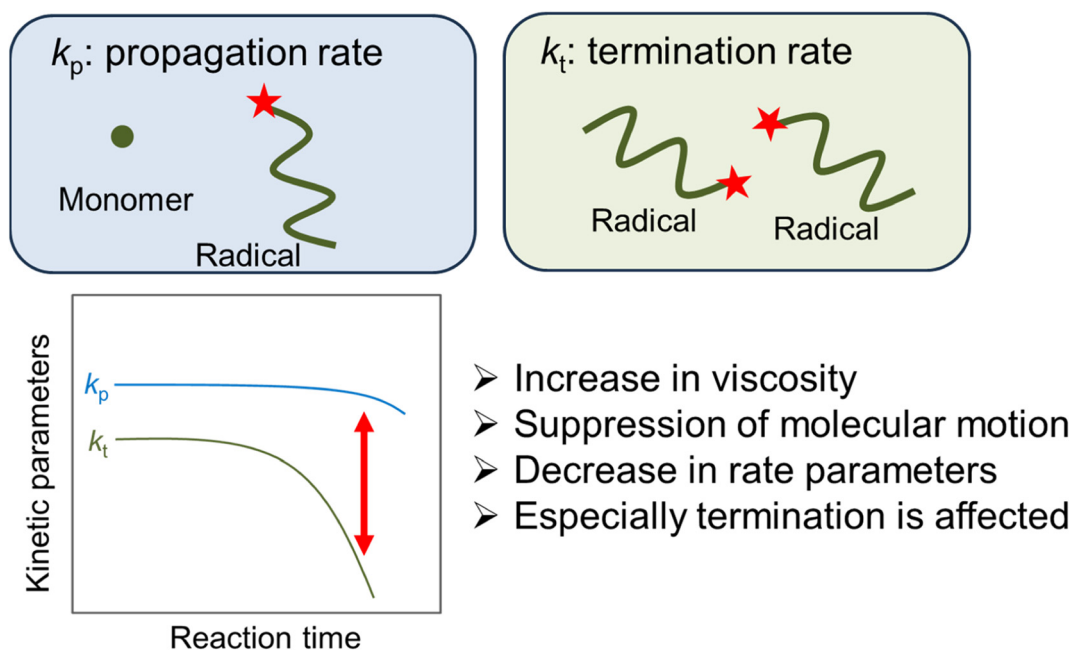 kp: propagation rate
Monomer
Radical
kt: termination rate
Radical
Radical
Kinetic parameters
kp
kt
Reaction time
➢ Increase in viscosity
➢ Suppression of molecular motion
➢ Decrease in rate parameters
➢ Especially termination is affected